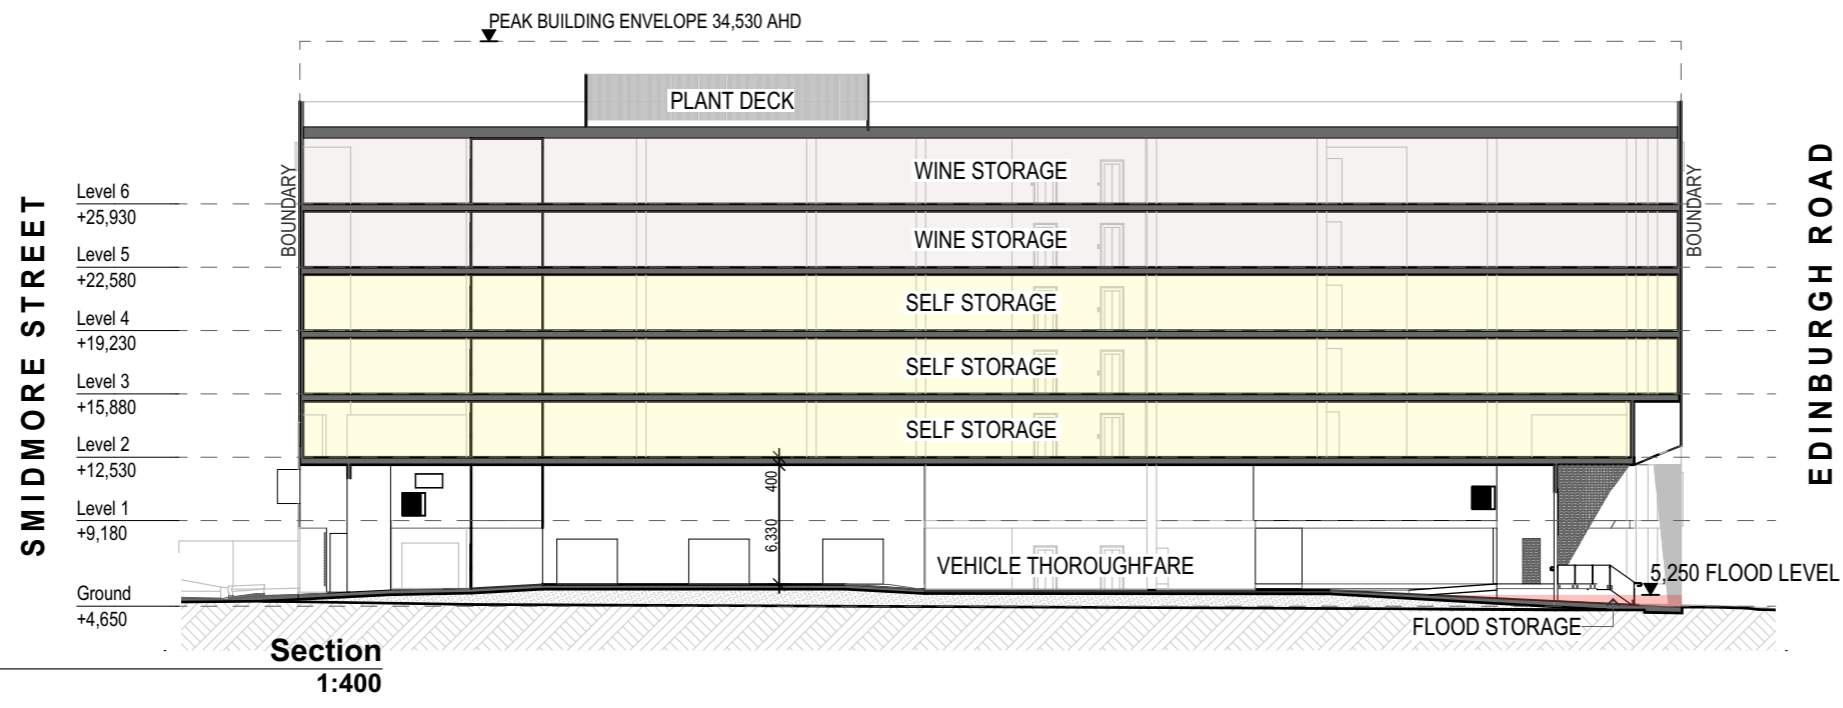 PEAK BUILDING ENVELOPE 34,530 AHD
PLANT DECK
SMIDMORE STREET
BOUNDARY
BOUNDARY
EDINBURGH ROAD
WINE STORAGE
Level 6
+25,930
WINE STORAGE
Level 5
+22,580
SELF STORAGE
Level 4
+19,230
SELF STORAGE
Level 3
+15,880
SELF STORAGE
Level 2
+12,530
400
Level 1
+9,180
6,330
VEHICLE THOROUGHFARE
5,250 FLOOD LEVEL
Ground
+4,650
FLOOD STORAGE
Section
1:400